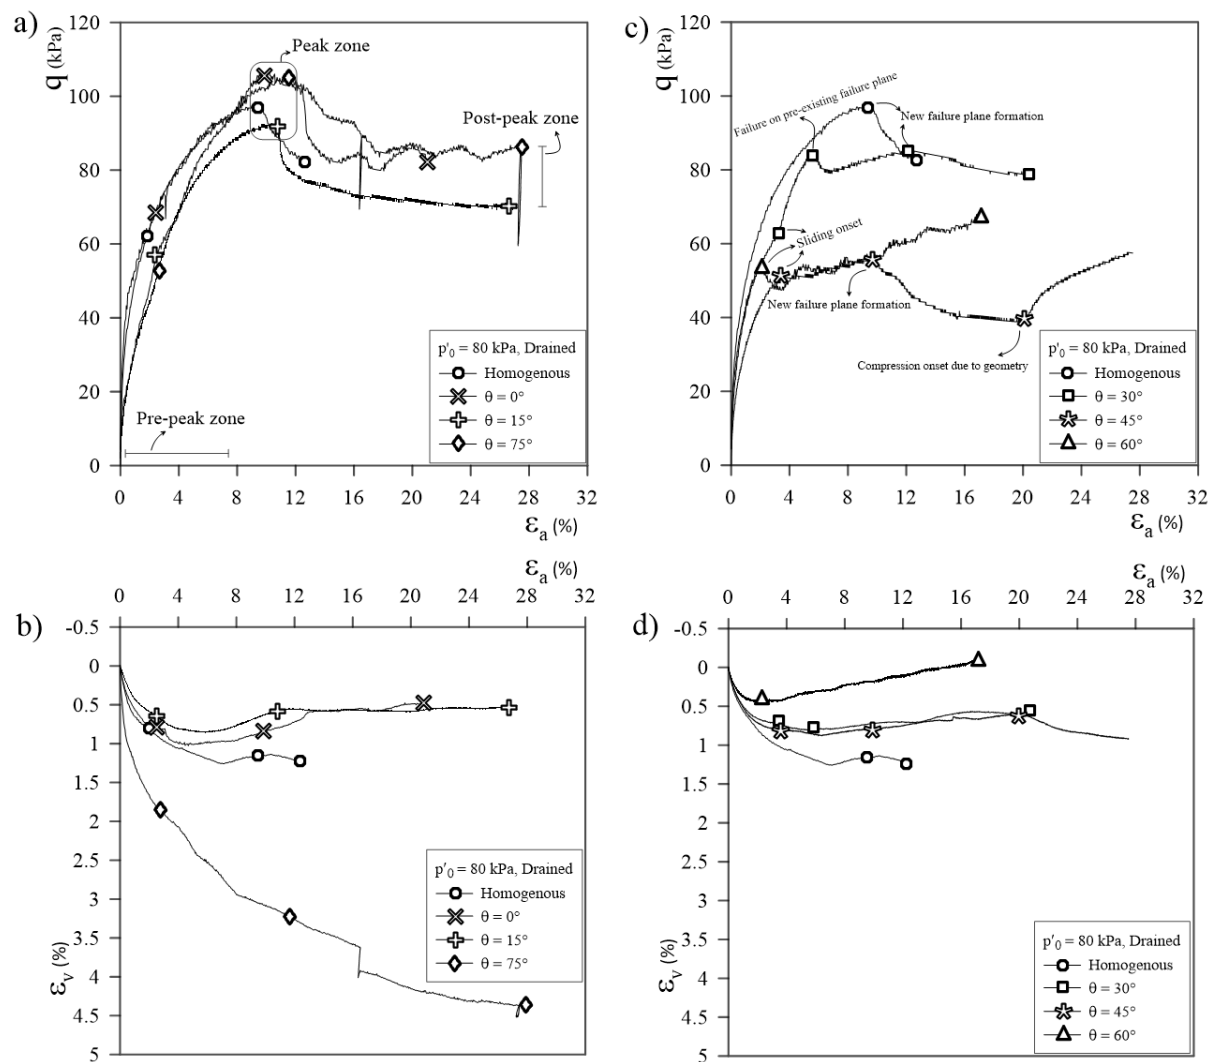 a)
q (kPa)
120
100
80
60
40
20
0
Peak zone
Post-peak zone
Pre-peak zone
p'0 = 80 kPa, Drained
Homogenous
θ = 0°
θ = 15°
θ = 75°
0 4 8 12 16 20 24 28 32
εa (%)
c)
q (kPa)
120
100
80
60
40
20
0
Failure on pre-existing failure plane
New failure plane formation
Sliding onset
New failure plane formation
Compression onset due to geometry
p'0 = 80 kPa, Drained
Homogenous
θ = 30°
θ = 45°
θ = 60°
0 4 8 12 16 20 24 28 32
εa (%)
b)
εa (%)
0 4 8 12 16 20 24 28 32
-0.5
0
0.5
1
1.5
2
2.5
3
3.5
4
4.5
5
εv (%)
p'0 = 80 kPa, Drained
Homogenous
θ = 0°
θ = 15°
θ = 75°
d)
εa (%)
0 4 8 12 16 20 24 28 32
-0.5
0
0.5
1
1.5
2
2.5
3
3.5
4
4.5
5
εv (%)
p'0 = 80 kPa, Drained
Homogenous
θ = 30°
θ = 45°
θ = 60°